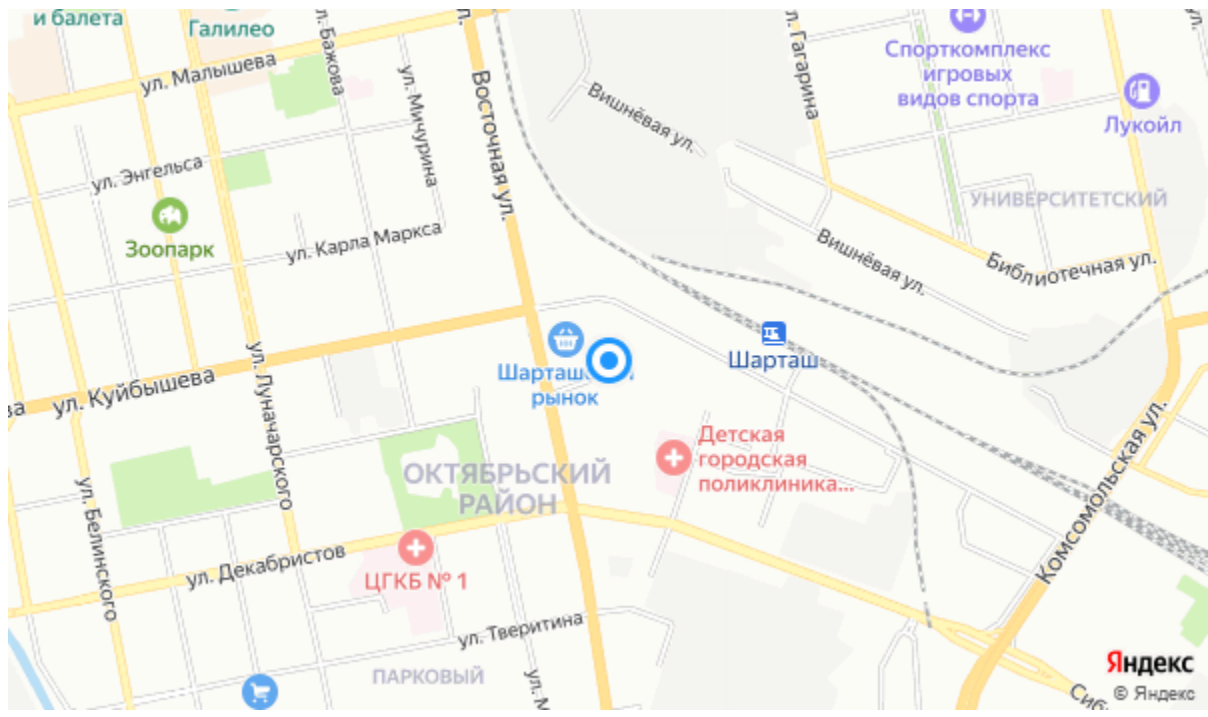 и балета
Галилео
ул. Малышева
ул. Бажова
ул. Мичурина
Восточная ул.
Вишнёвая ул.
ул. Гагарина
Спорткомплекс
игровых
видов спорта
Лукойл
ул. Энгельса
Зоопарк
ул. Карла Маркса
УНИВЕРСИТЕТСКИЙ
Вишнёвая ул.
Библиотечная ул.
Шарташ
рынок
Шарташ
ул. Куйбышева
ул. Луначарского
Детская
городская
поликлиника...
ОКТЯБРЬСКИЙ
РАЙОН
Комсомольская ул.
ул. Белинского
ул. Декабристов
ЦГКБ № 1
ул. Тверитина
ПАРКОВЫЙ
ул. М
Сиб
Яндекс
© Яндекс